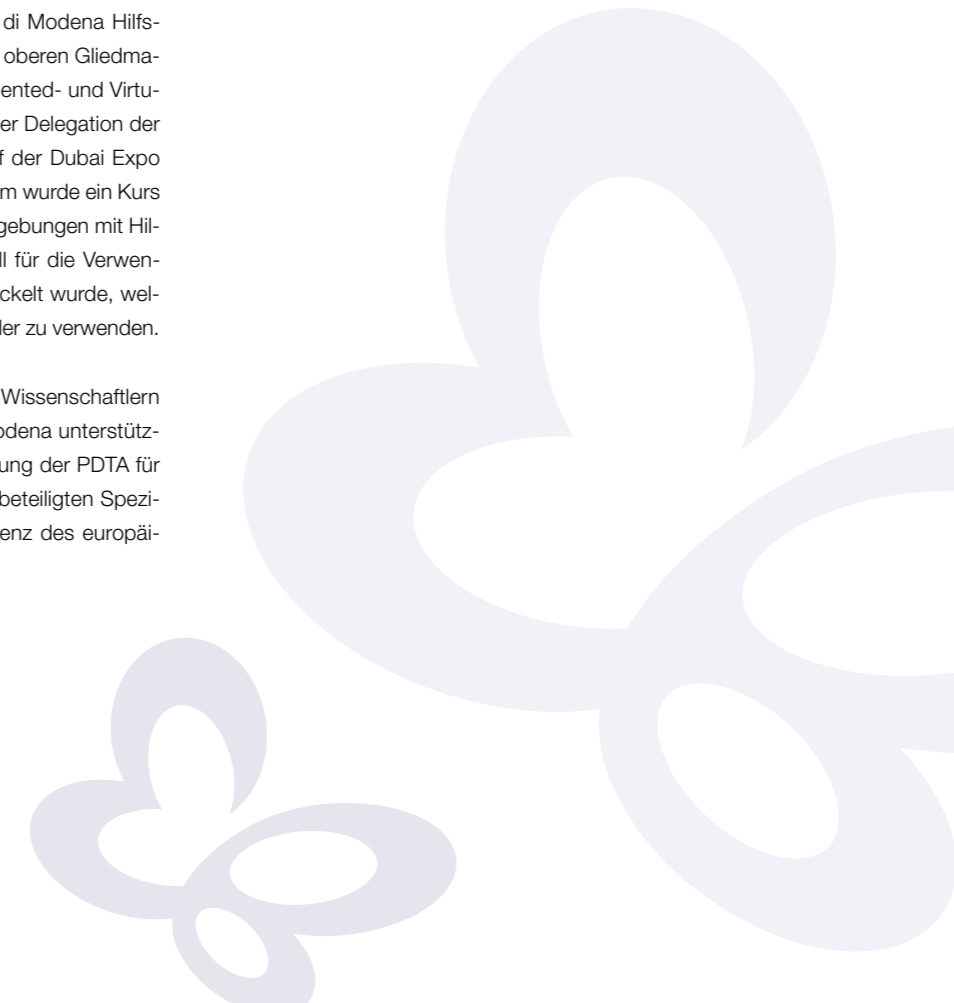 di Modena Hilfs-
oberen Gliedma-
ented- und Virtu-
er Delegation der
f der Dubai Expo
m wurde ein Kurs
gebungen mit Hil-
ll für die Verwen-
ckelt wurde, wel-
ler zu verwenden.
Wissenschaftlern
odena unterstütz-
ung der PDTA für
beteiligten Spezi-
enz des europäi-